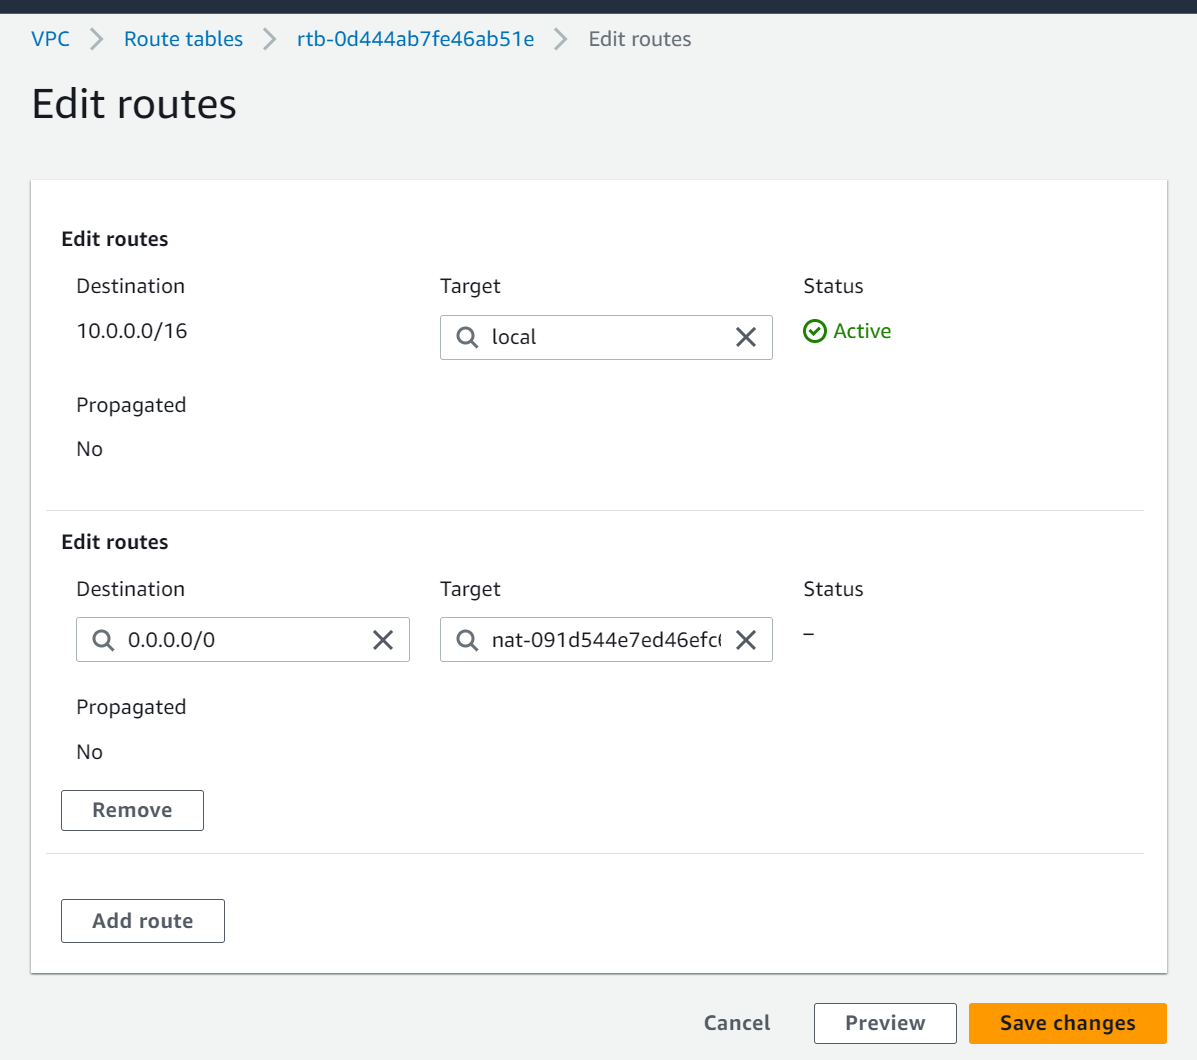 VPC > Route tables > rtb-0d444ab7fe46ab51e > Edit routes
Edit routes
Edit routes
Destination Target Status
10.0.0.0/16 local Active
Propagated
No
Edit routes
Destination Target Status
0.0.0.0/0 nat-091d544e7ed46efc –
Propagated
No
Remove
Add route
Cancel Preview Save changes